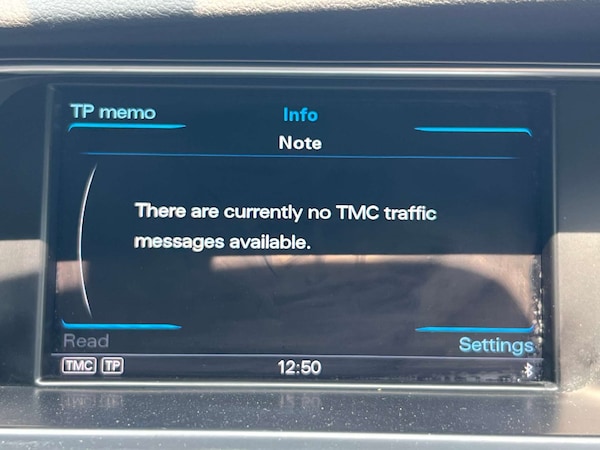 TP memo
Info
Note
There are currently no TMC traffic
messages available.
Read
Settings
TMC TP
12:50